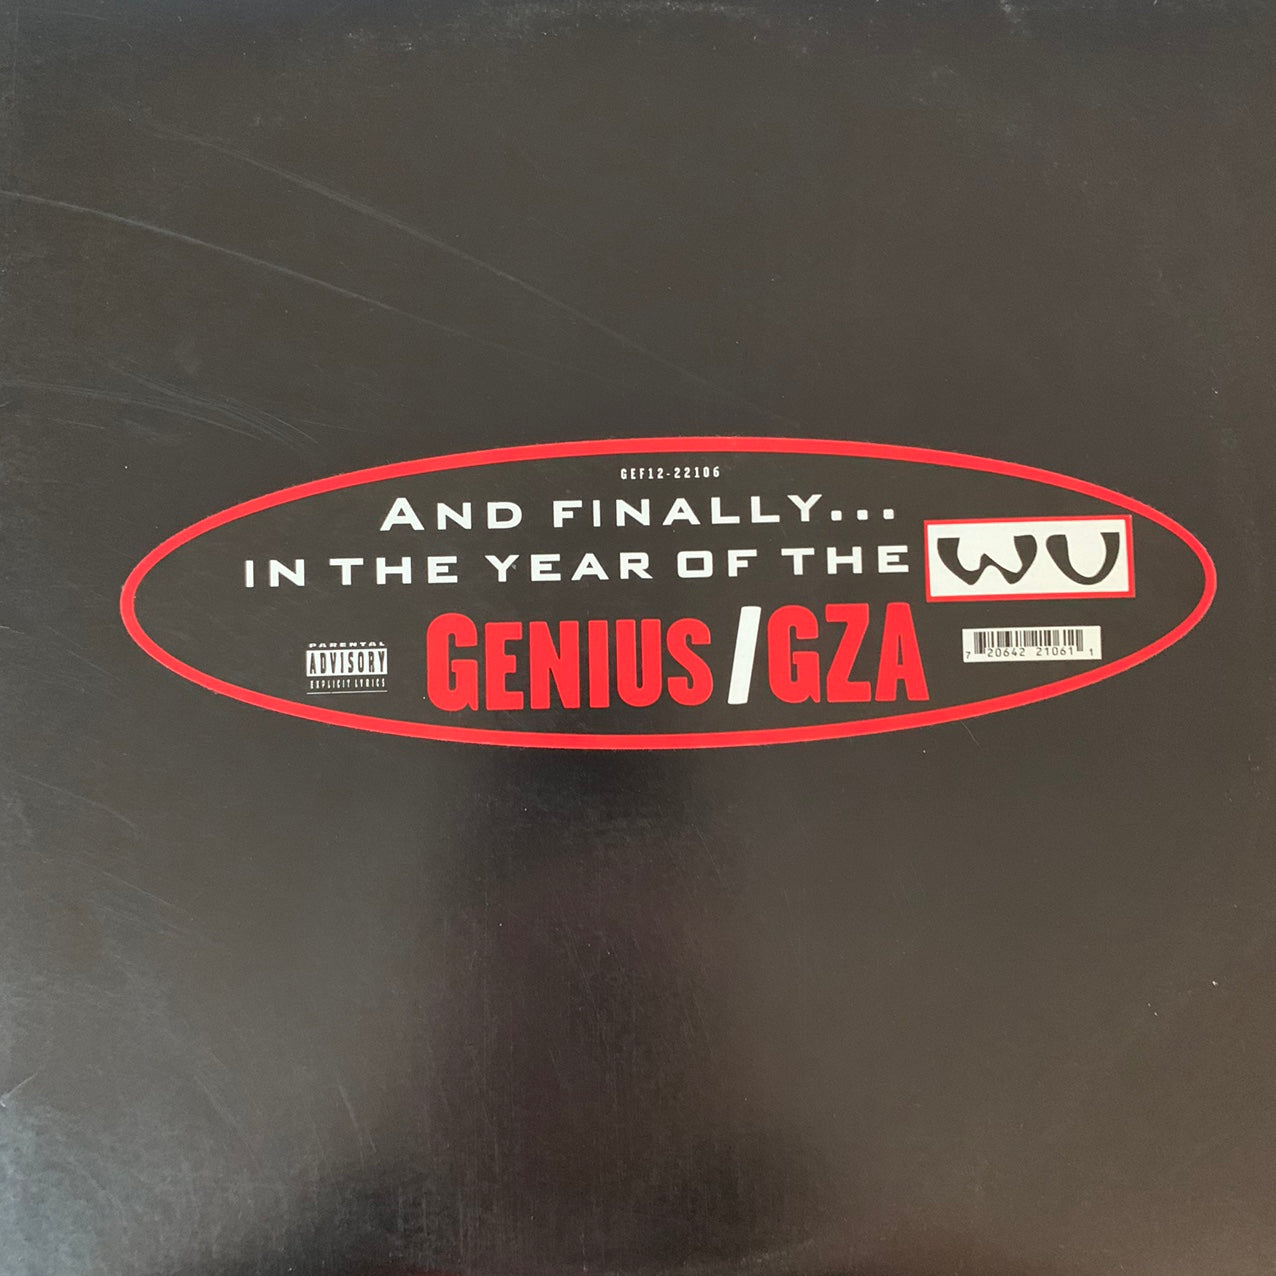 GEF12-22106
AND FINALLY...
IN THE YEAR OF THE WU
GENIUS/GZA
PARENTAL
ADVISORY
EXPLICIT LYRICS
7 20642 21061 1